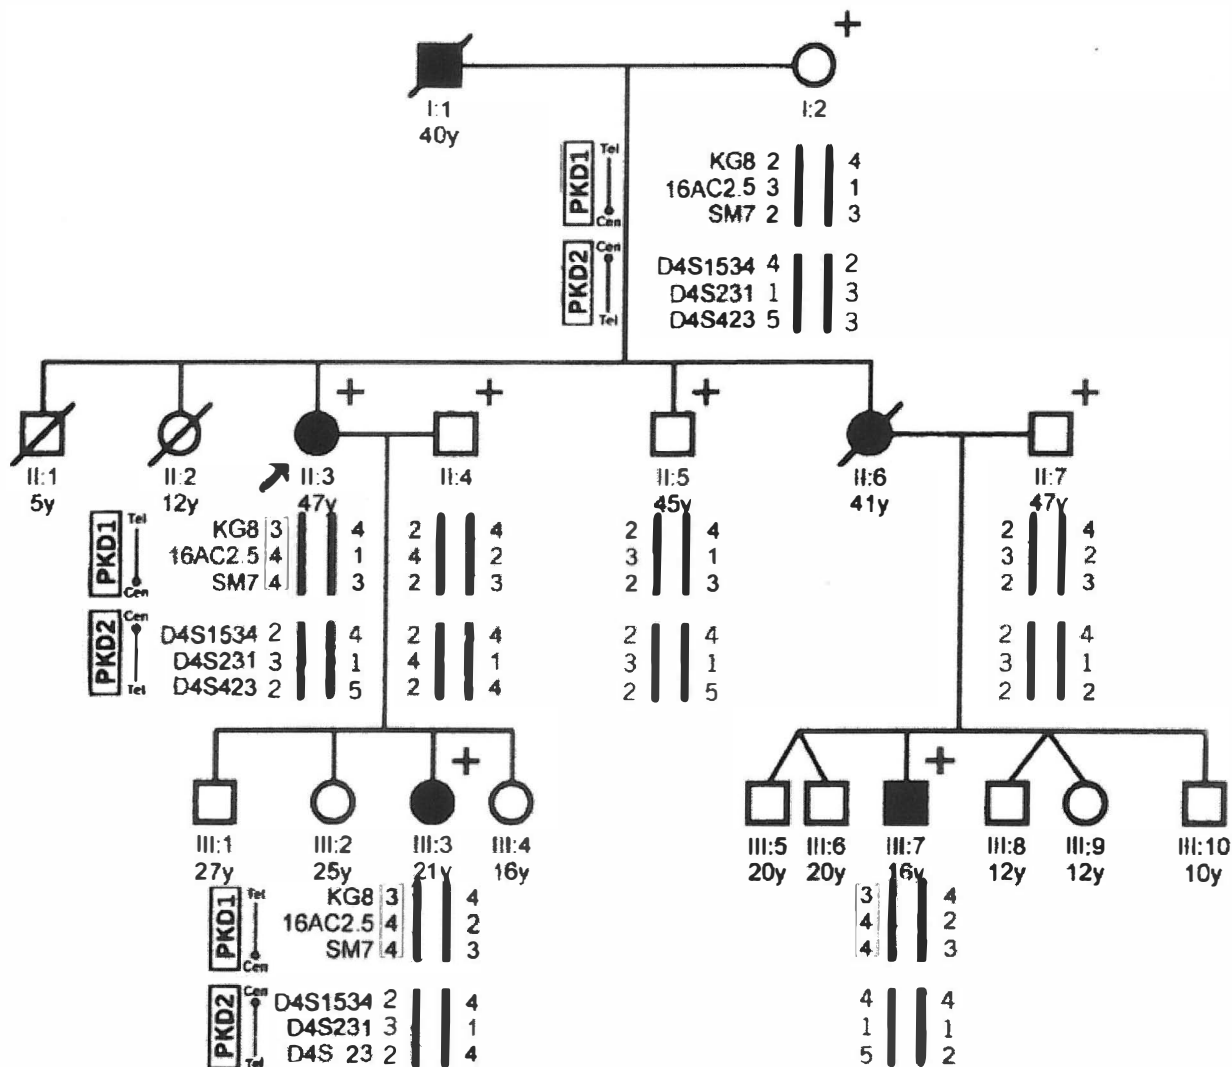 +
I:1 I:2
40y
PKD1 Tel Cen
KG8 2 4
16AC2.5 3 1
SM7 2 3
PKD2 Cen Tel
D4S1534 4 2
D4S231 1 3
D4S423 5 3
+ + + +
II:1 II:2 II:3 II:4 II:5 II:6 II:7
5y 12y 47y 45y 41y 47y
PKD1 Tel Cen
KG8 3 4 2 4 2 4 2 4
16AC2.5 4 1 4 2 3 1 3 2
SM7 4 3 2 3 2 3 2 3
PKD2 Cen Tel
D4S1534 2 4 2 4 2 4 2 4
D4S231 3 1 4 1 3 1 3 1
D4S423 2 5 2 4 2 5 2 2
+ +
III:1 III:2 III:3 III:4 III:5 III:6 III:7 III:8 III:9 III:10
27y 25y 21y 16y 20y 20y 16y 12y 12y 10y
PKD1 Tel Cen
KG8 3 4 3 4
16AC2.5 4 2 4 2
SM7 4 3 4 3
PKD2 Cen Tel
D4S1534 2 4 4 4
D4S231 3 1 1 1
D4S 23 2 4 5 2